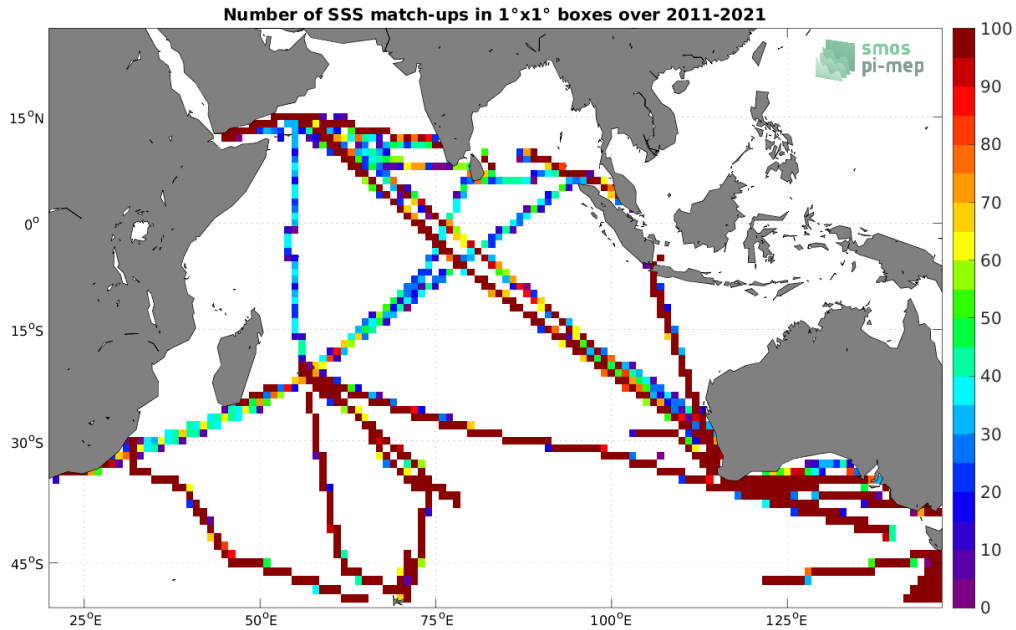 Number of SSS match-ups in 1°x1° boxes over 2011-2021
smos
pi-mep
100
90
80
70
60
50
40
30
20
10
0
15°N
0°
15°S
30°S
45°S
25°E
50°E
75°E
100°E
125°E